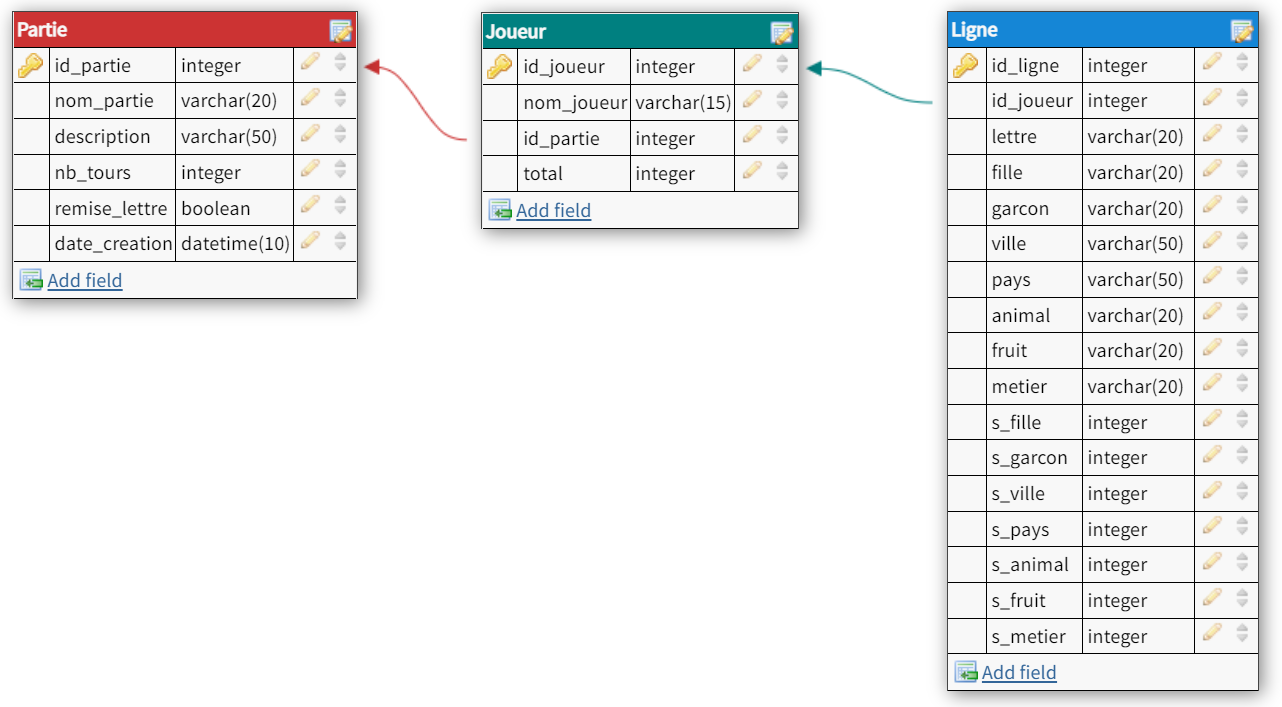 Partie
id_partie integer
nom_partie varchar(20)
description varchar(50)
nb_tours integer
remise_lettre boolean
date_creation datetime(10)
Add field
Joueur
id_joueur integer
nom_joueur varchar(15)
id_partie integer
total integer
Add field
Ligne
id_ligne integer
id_joueur integer
lettre varchar(20)
fille varchar(20)
garcon varchar(20)
ville varchar(50)
pays varchar(50)
animal varchar(20)
fruit varchar(20)
metier varchar(20)
s_fille integer
s_garcon integer
s_ville integer
s_pays integer
s_animal integer
s_fruit integer
s_metier integer
Add field